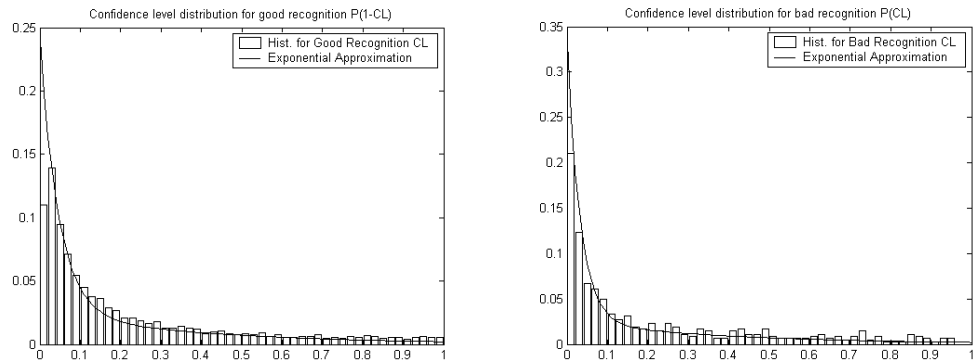 Confidence level distribution for good recognition P(1-CL)
0.25
0.2
0.15
0.1
0.05
0
Hist. for Good Recognition CL
Exponential Approximation
0 0.1 0.2 0.3 0.4 0.5 0.6 0.7 0.8 0.9 1
Confidence level distribution for bad recognition P(CL)
0.35
0.3
0.25
0.2
0.15
0.1
0.05
0
Hist. for Bad Recognition CL
Exponential Approximation
0 0.1 0.2 0.3 0.4 0.5 0.6 0.7 0.8 0.9 1